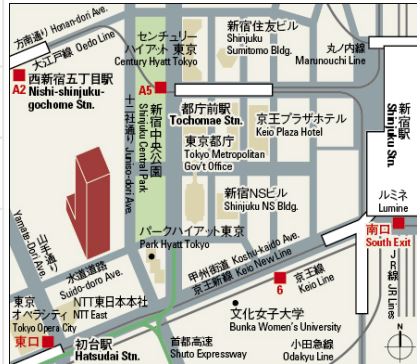 方南通り Honan-dori Ave.
大江戸線 Oedo Line
A2
西新宿五丁目駅
Nishi-shinjuku-
gochome Stn.
センチュリー
ハイアット 東京
Century Hyatt Tokyo
A5
新宿住友ビル
Shinjuku
Sumitomo Bldg.
丸ノ内線
Marunouchi Line
都庁前駅
Tochomae Stn.
新宿駅
Shinjuku Stn.
十二社通り Juniso-dori Ave.
新宿中央公園
Shinjuku Central Park
京王プラザホテル
Keio Plaza Hotel
東京都庁
Tokyo Metropolitan
Gov't Office
新宿NSビル
Shinjuku NS Bldg.
ルミネ
Lumine
南口
South Exit
山手通り
Yamate-Dori Ave.
パークハイアット東京
Park Hyatt Tokyo
甲州街道 Koshu-kaido Ave.
京王新線 Keio New Line
水道道路
Suido-doro Ave.
6
京王線
Keio Line
JR線 JR Lines
東京
オペラシティ
Tokyo Opera City
NTT東日本本社
NTT East
東口
文化女子大学
Bunka Women's University
初台駅
Hatsudai Stn.
首都高速
Shuto Expressway
小田急線
Odakyu Line
N